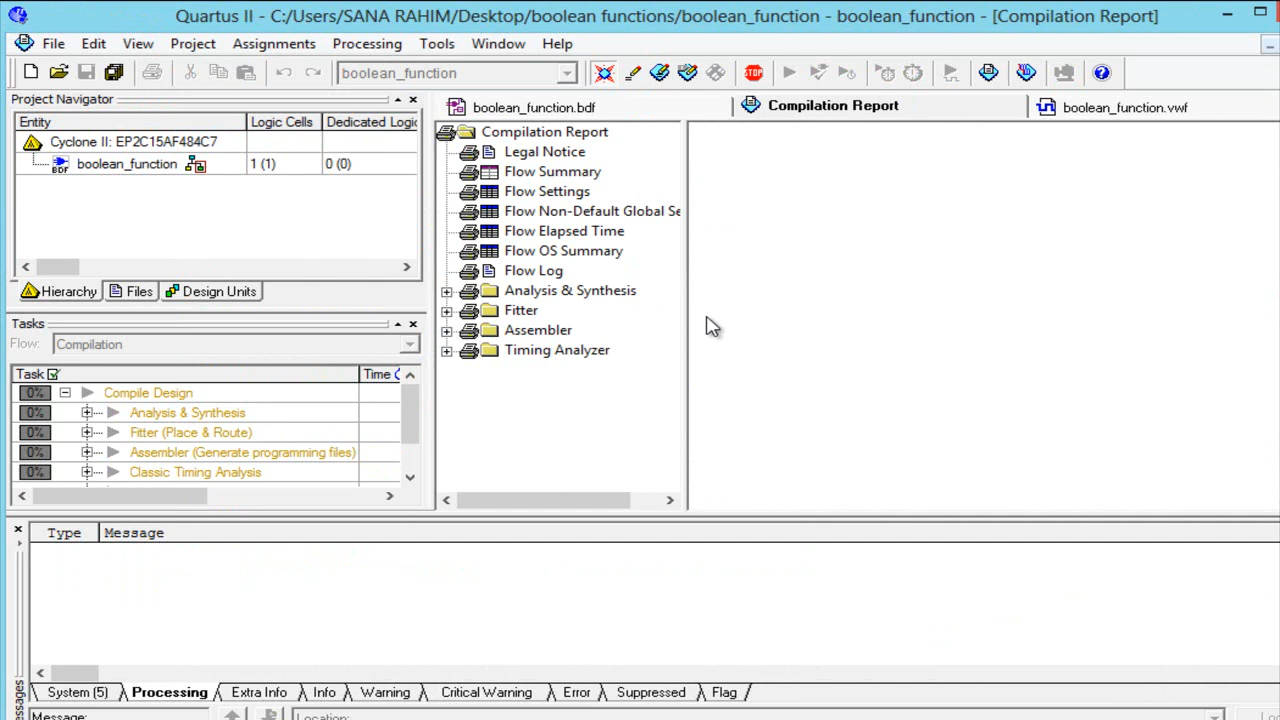 Quartus II - C:/Users/SANA RAHIM/Desktop/boolean functions/boolean_function - boolean_function - [Compilation Report]
File Edit View Project Assignments Processing Tools Window Help
boolean_function
STOP
Project Navigator
Entity Logic Cells Dedicated Logic
Cyclone II: EP2C15AF484C7
BDF boolean_function 1 (1) 0 (0)
Hierarchy Files Design Units
Tasks
Flow: Compilation
Task Time
0% Compile Design
0% Analysis & Synthesis
0% Fitter (Place & Route)
0% Assembler (Generate programming files)
0% Classic Timing Analysis
boolean_function.bdf Compilation Report boolean_function.vwf
Compilation Report
Legal Notice
Flow Summary
Flow Settings
Flow Non-Default Global Se
Flow Elapsed Time
Flow OS Summary
Flow Log
Analysis & Synthesis
Fitter
Assembler
Timing Analyzer
Type Message
System (5) Processing Extra Info Info Warning Critical Warning Error Suppressed Flag
Messages
Message: Location: